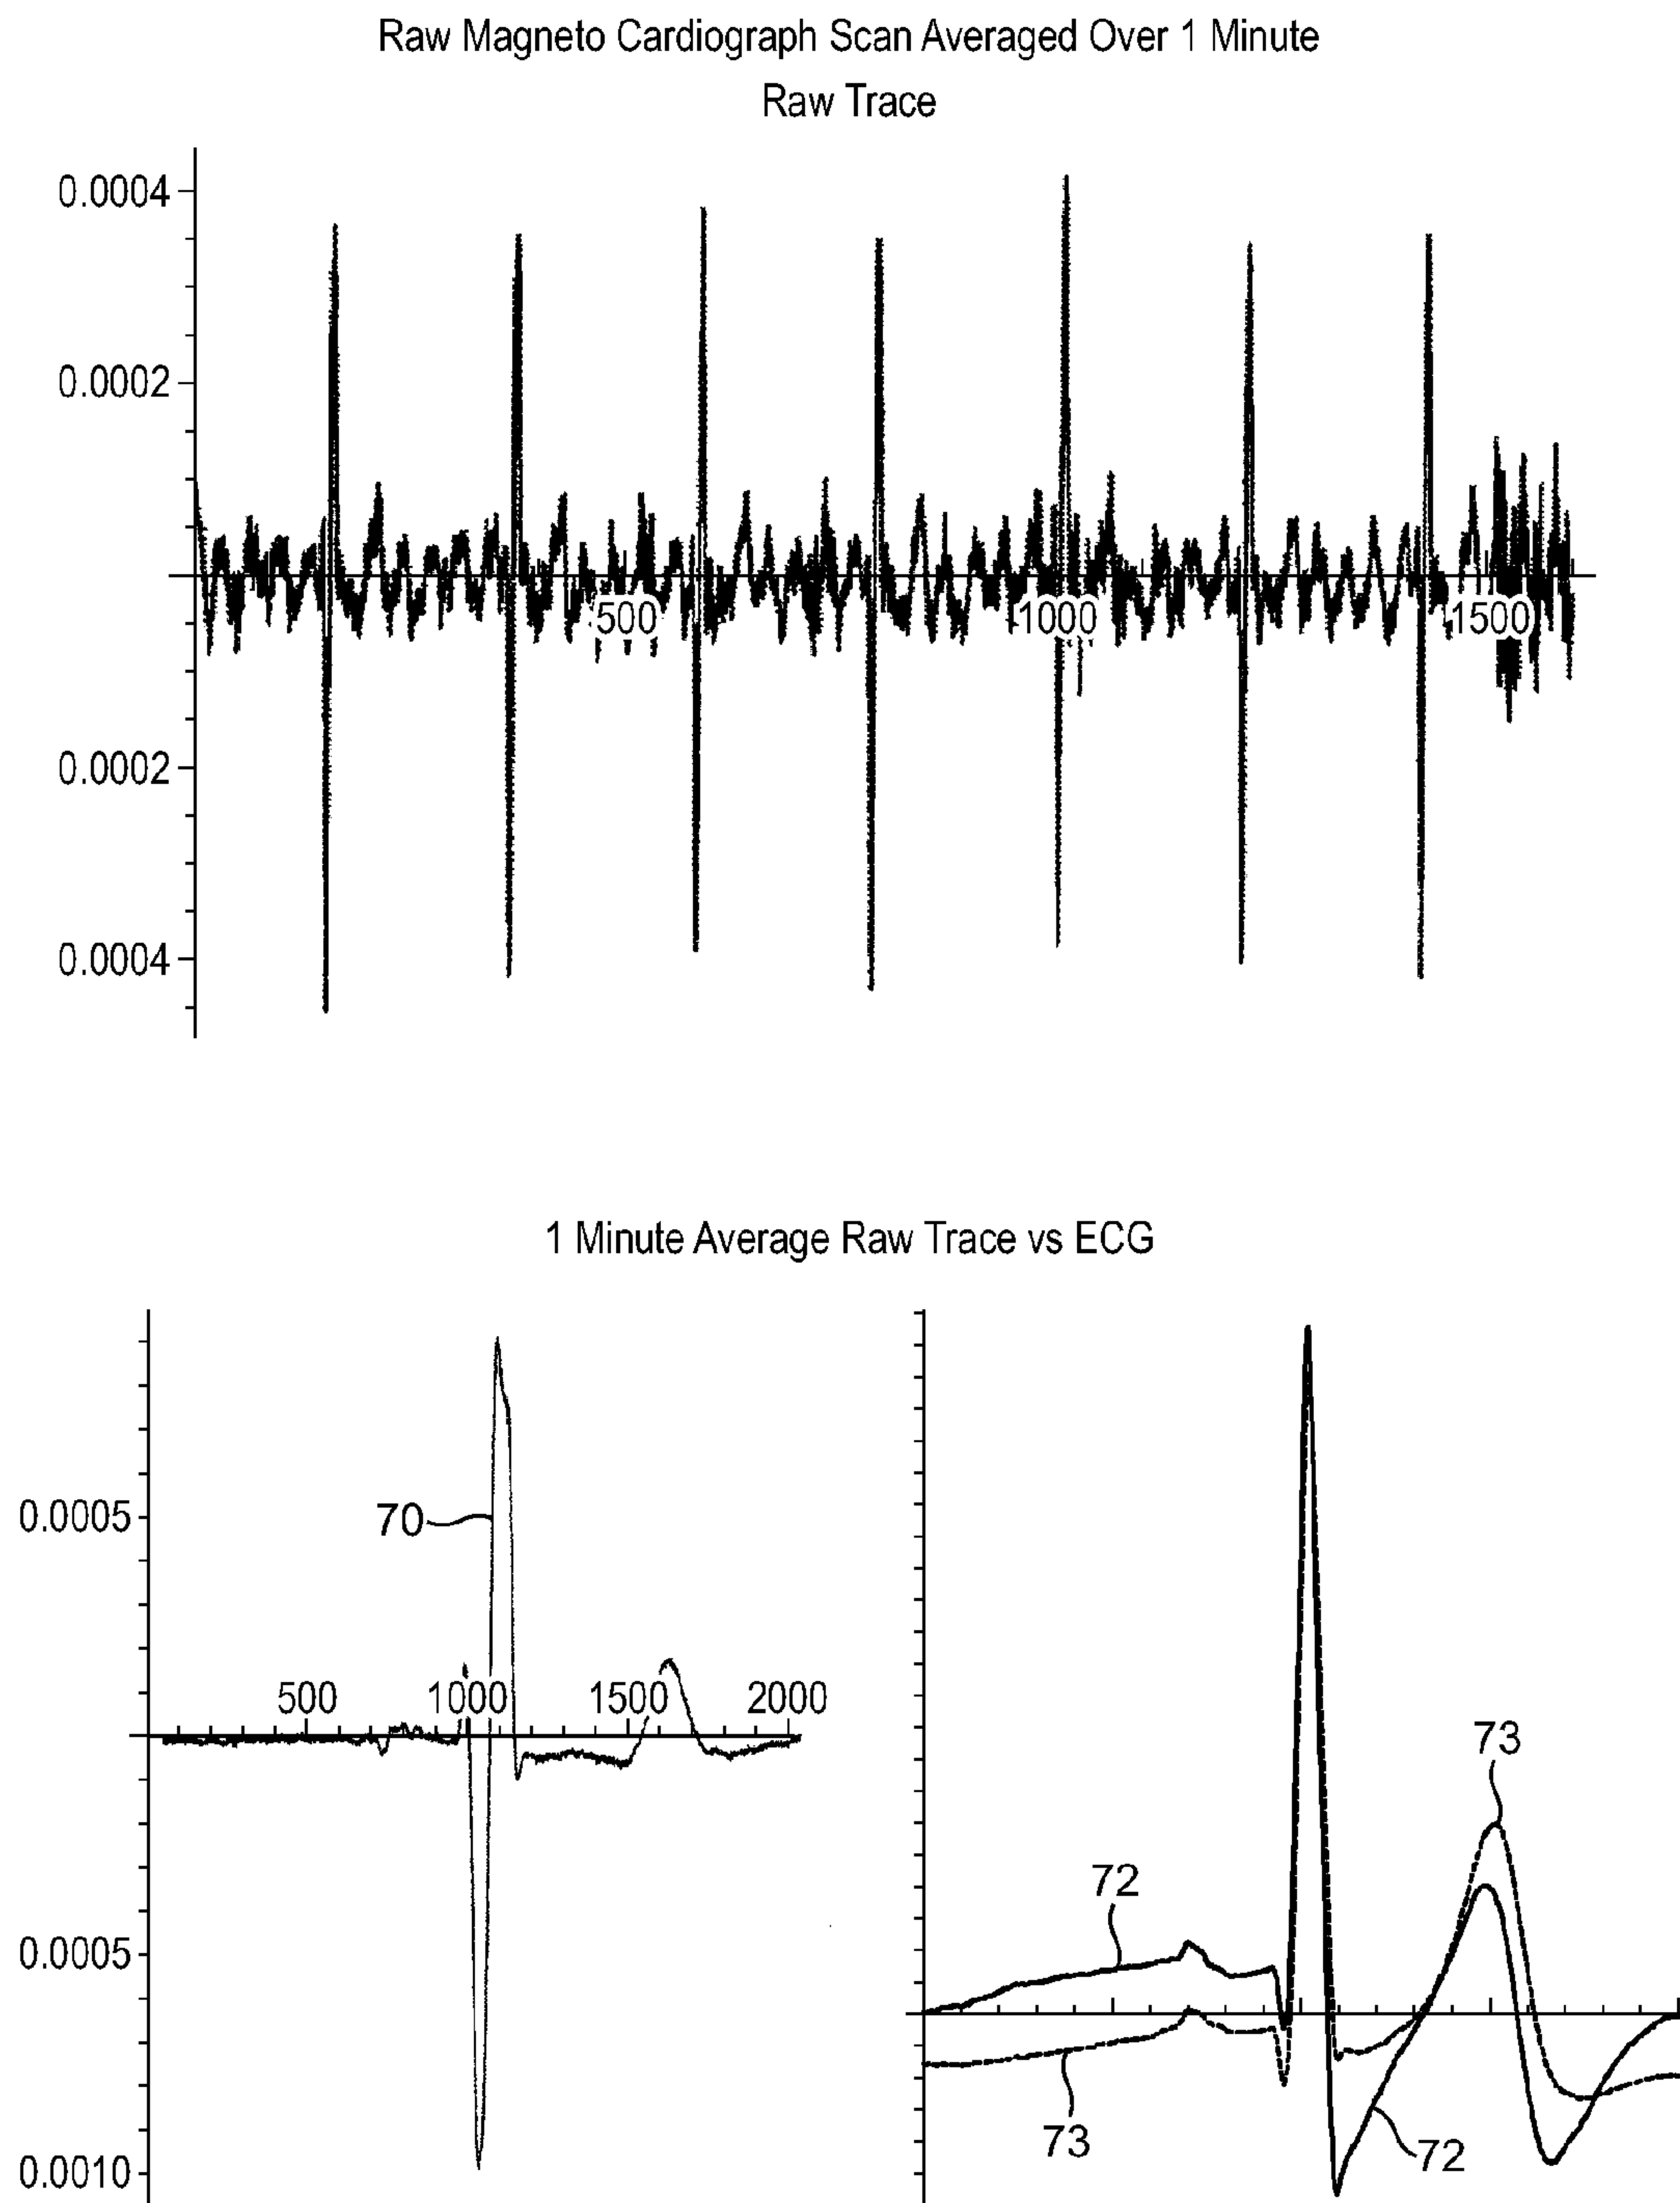 Raw Magneto Cardiograph Scan Averaged Over 1 Minute
Raw Trace
0.0004
0.0002
500 1000 1500
0.0002
0.0004
1 Minute Average Raw Trace vs ECG
0.0005 70
500 1000 1500 2000
73
72
0.0005
73 72
0.0010